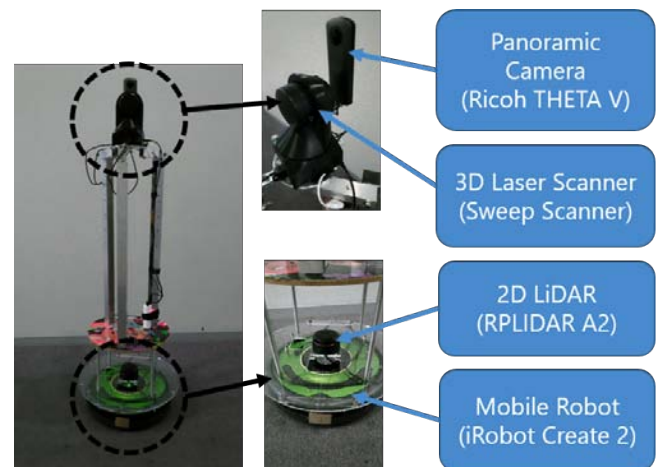 Panoramic
Camera
(Ricoh THETA V)
3D Laser Scanner
(Sweep Scanner)
2D LiDAR
(RPLIDAR A2)
Mobile Robot
(iRobot Create 2)